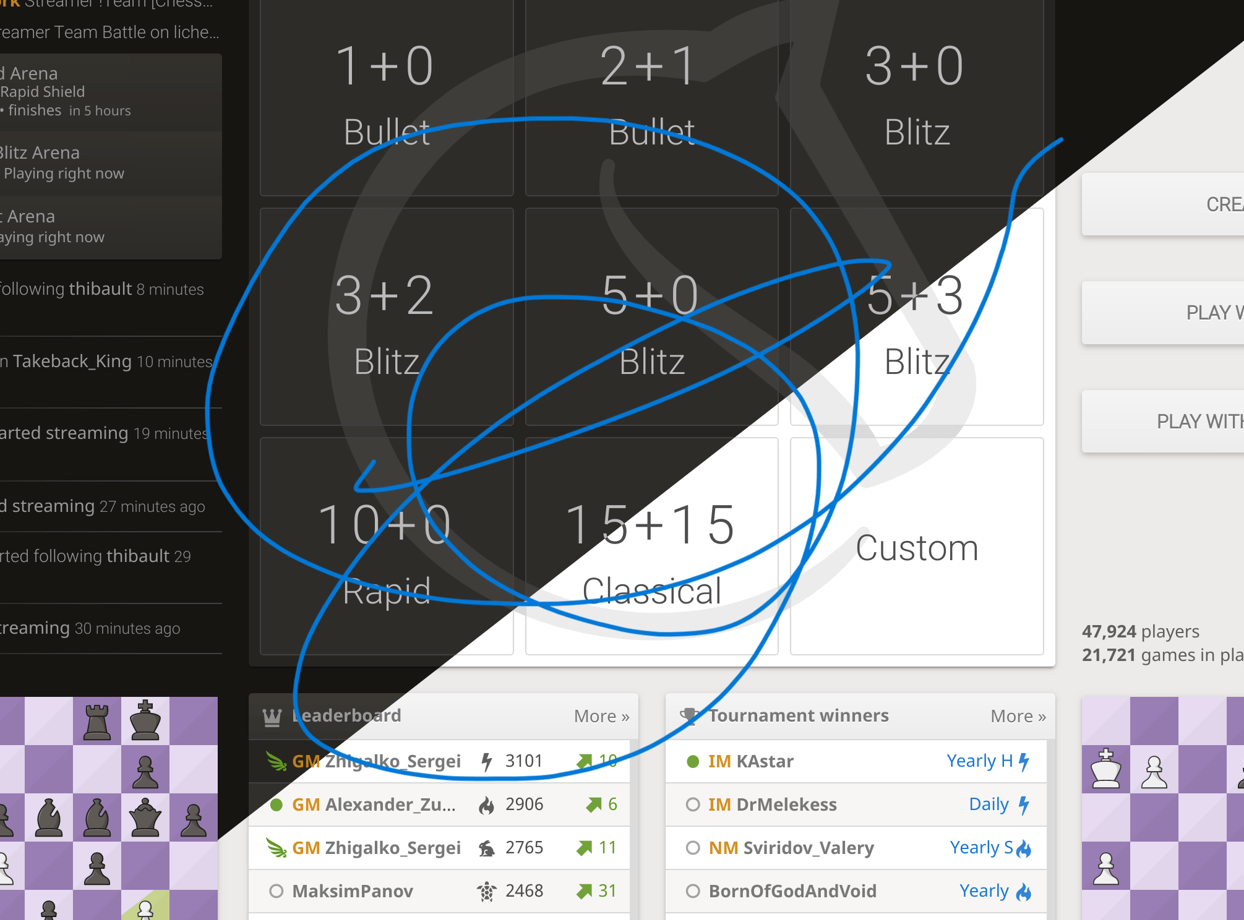 rk Streamer !Team [Chess...
reamer Team Battle on liche...
d Arena
Rapid Shield
• finishes in 5 hours
Blitz Arena
Playing right now
t Arena
aying right now
following thibault 8 minutes
n Takeback_King 10 minutes
arted streaming 19 minutes
d streaming 27 minutes ago
rted following thibault 29
treaming 30 minutes ago
1+0
Bullet
2+1
Bullet
3+0
Blitz
3+2
Blitz
5+0
Blitz
5+3
Blitz
10+0
Rapid
15+15
Classical
Custom
CREA
PLAY W
PLAY WITH
47,924 players
21,721 games in pla
Leaderboard More »
GM Zhigalko_Sergei 3101 10
GM Alexander_Zu... 2906 6
GM Zhigalko_Sergei 2765 11
MaksimPanov 2468 31
Tournament winners More »
IM KAstar Yearly H
IM DrMelekess Daily
NM Sviridov_Valery Yearly S
BornOfGodAndVoid Yearly